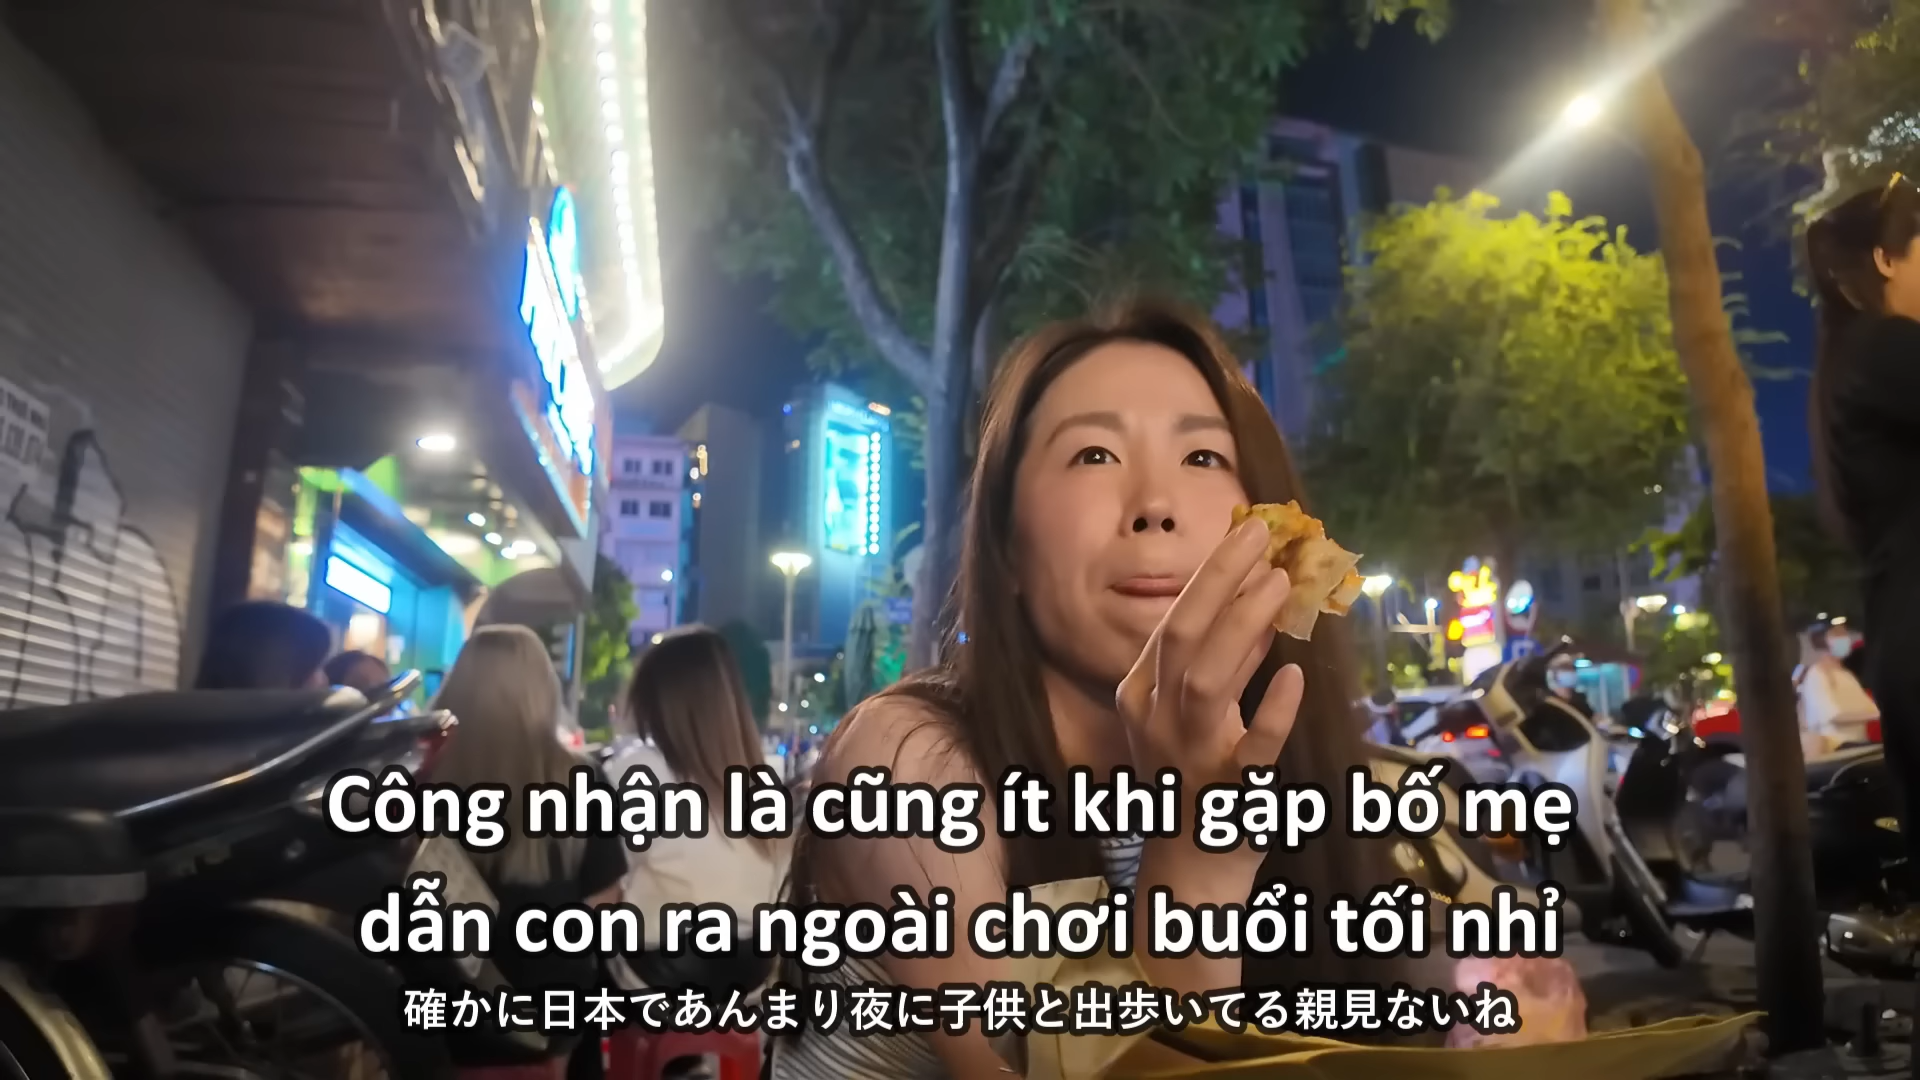 Công nhận là cũng ít khi gặp bố mẹ
dẫn con ra ngoài chơi buổi tối nhỉ
確かに日本であんまり夜に子供と出歩いてる親見ないね